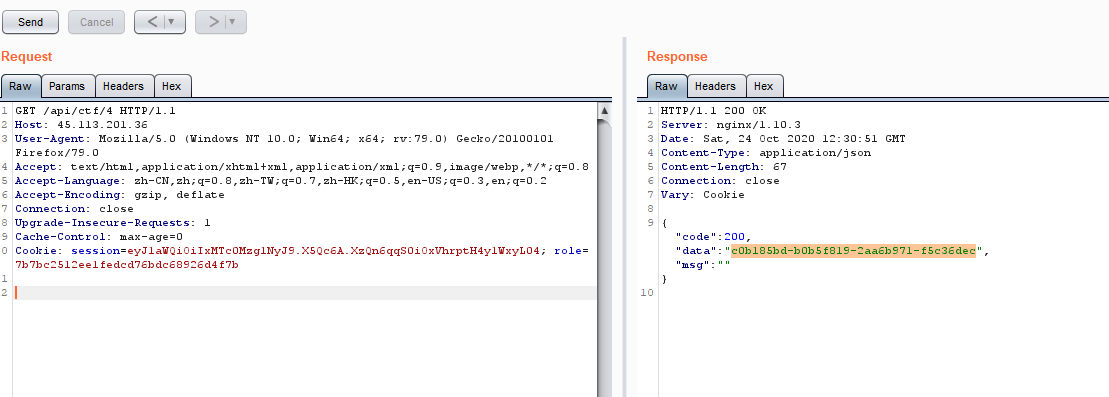 Send
Cancel
<
>
Request
Response
Raw
Params
Headers
Hex
Raw
Headers
Hex
1 GET /api/ctf/4 HTTP/1.1
2 Host: 45.113.201.36
3 User-Agent: Mozilla/5.0 (Windows NT 10.0; Win64; x64; rv:79.0) Gecko/20100101
Firefox/79.0
4 Accept: text/html,application/xhtml+xml,application/xml;q=0.9,image/webp,*/*;q=0.8
5 Accept-Language: zh-CN,zh;q=0.8,zh-TW;q=0.7,zh-HK;q=0.5,en-US;q=0.3,en;q=0.2
6 Accept-Encoding: gzip, deflate
7 Connection: close
8 Upgrade-Insecure-Requests: 1
9 Cache-Control: max-age=0
0 Cookie: session=eyJ1aWQiOiIxMTc0Mzg1NyJ9.X5Qc6A.XzQn6qqS0i0xVhrptH4ylWxyL04; role=
7b7bc2512ee1fedcd76bdc68926d4f7b
1
2
1 HTTP/1.1 200 OK
2 Server: nginx/1.10.3
3 Date: Sat, 24 Oct 2020 12:30:51 GMT
4 Content-Type: application/json
5 Content-Length: 67
6 Connection: close
7 Vary: Cookie
8
9 {
"code":200,
"data":"c0b185bd-b0b5f819-2aa6b971-f5c36dec",
"msg":""
}
10